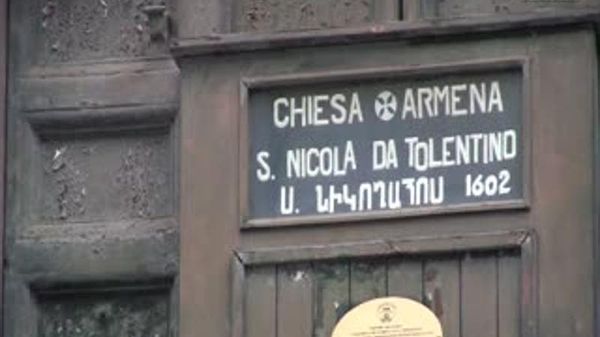 CHIESA ✠ ARMENA
S. NICOLA DA TOLENTINO
Ս. ՆԻԿՈՂԱՅՈՍ 1602